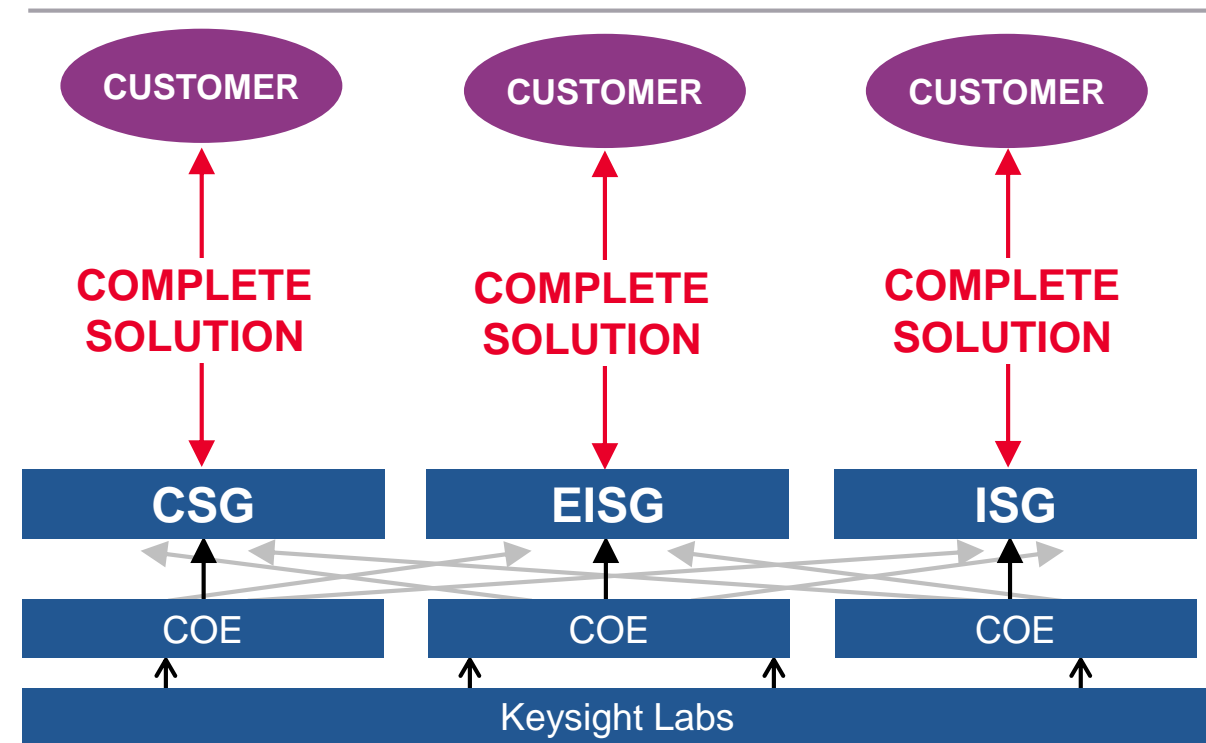 CUSTOMER
CUSTOMER
CUSTOMER
COMPLETE
SOLUTION
COMPLETE
SOLUTION
COMPLETE
SOLUTION
CSG
EISG
ISG
COE
COE
COE
Keysight Labs